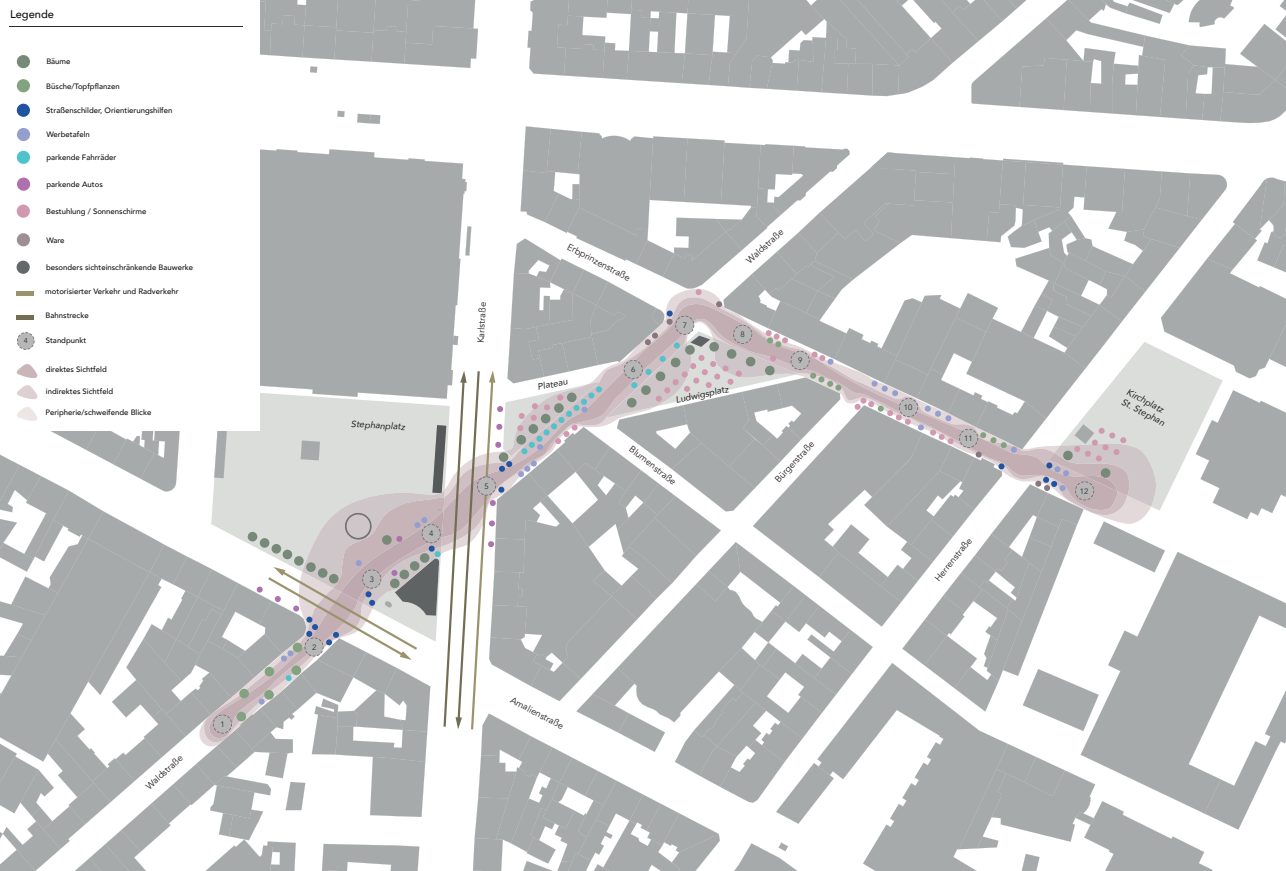 Legende
Bäume
Büsche/Topfpflanzen
Straßenschilder, Orientierungshilfen
Werbetafeln
parkende Fahrräder
parkende Autos
Bestuhlung / Sonnenschirme
Ware
besonders sichteinschränkende Bauwerke
motorisierter Verkehr und Radverkehr
Bahnstrecke
4
Standpunkt
direktes Sichtfeld
indirektes Sichtfeld
Peripherie/schweifende Blicke
Erbprinzenstraße
Waldstraße
Karlstraße
7
8
9
6
Plateau
Ludwigsplatz
10
11
Kirchplatz
St. Stephan
12
Stephanplatz
Blumenstraße
Bürgerstraße
5
4
3
Herrenstraße
2
1
Amalienstraße
Waldstraße